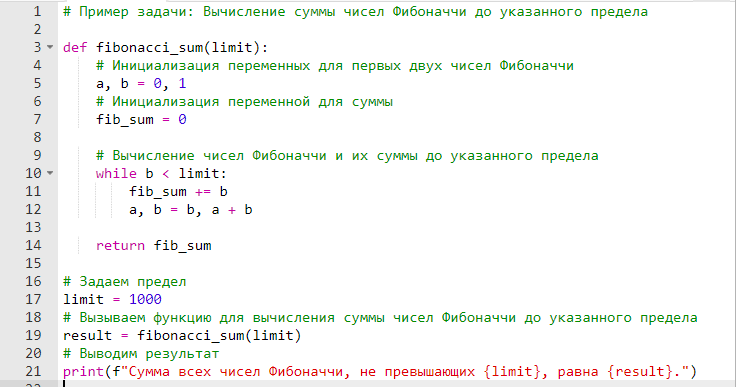 1 # Пример задачи: Вычисление суммы чисел Фибоначчи до указанного предела
2
3 def fibonacci_sum(limit):
4     # Инициализация переменных для первых двух чисел Фибоначчи
5     a, b = 0, 1
6     # Инициализация переменной для суммы
7     fib_sum = 0
8
9     # Вычисление чисел Фибоначчи и их суммы до указанного предела
10     while b < limit:
11         fib_sum += b
12         a, b = b, a + b
13
14     return fib_sum
15
16 # Задаем предел
17 limit = 1000
18 # Вызываем функцию для вычисления суммы чисел Фибоначчи до указанного предела
19 result = fibonacci_sum(limit)
20 # Выводим результат
21 print(f"Сумма всех чисел Фибоначчи, не превышающих {limit}, равна {result}.")